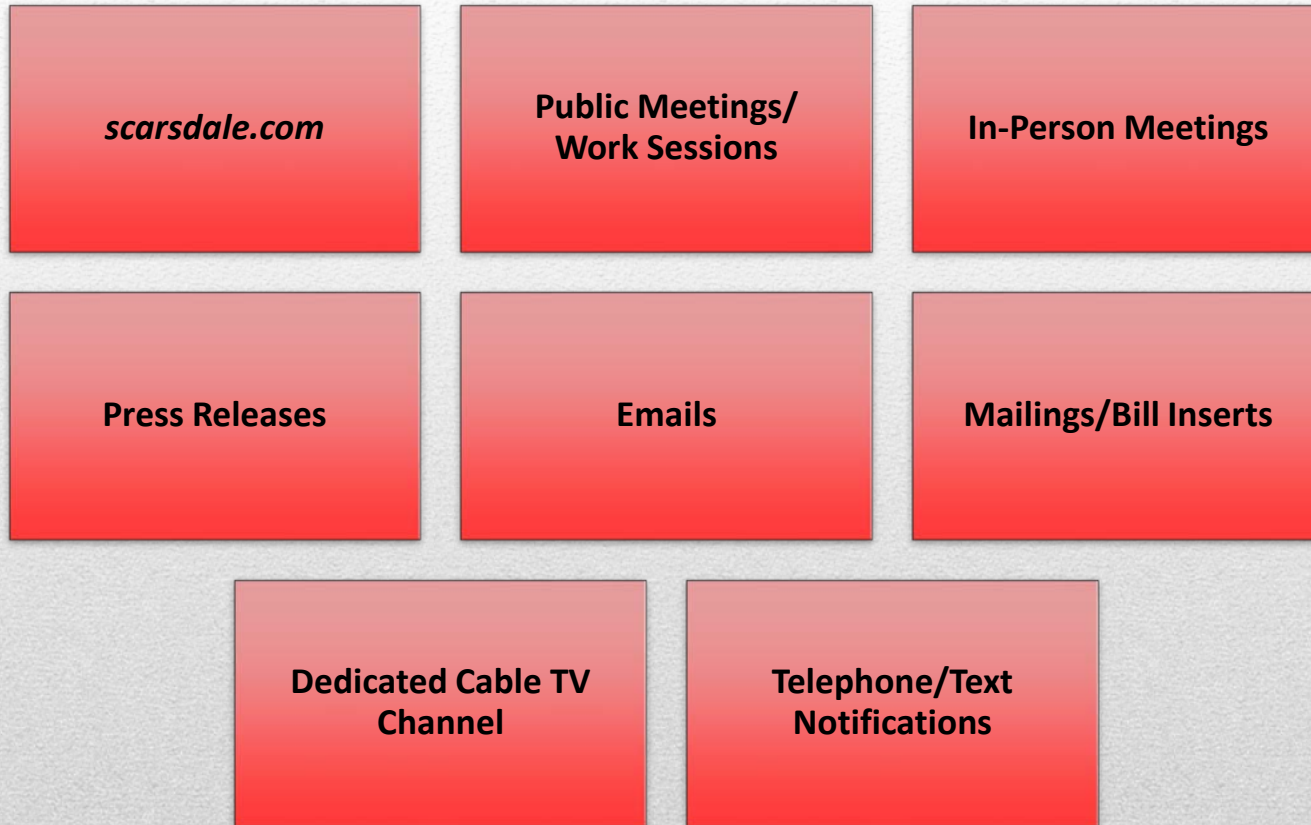 scarsdale.com
Public Meetings/
Work Sessions
In-Person Meetings
Press Releases
Emails
Mailings/Bill Inserts
Dedicated Cable TV
Channel
Telephone/Text
Notifications